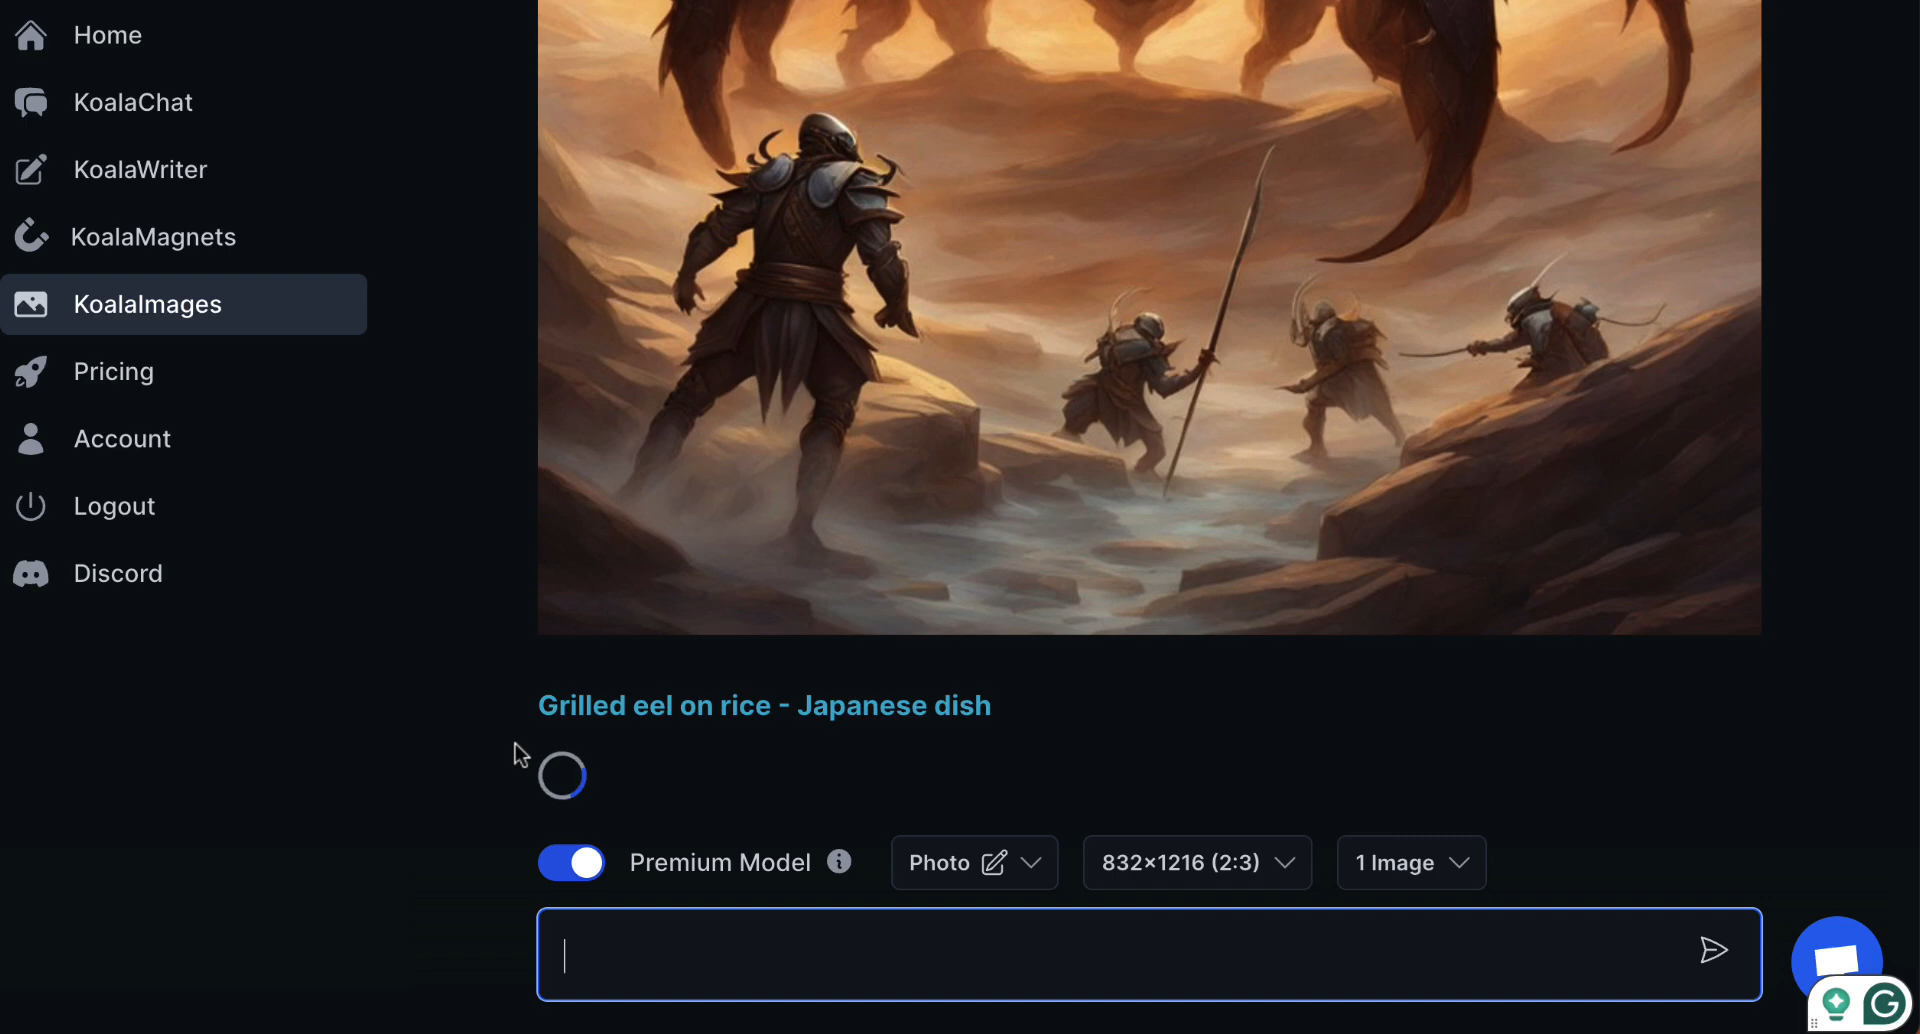 Home
KoalaChat
KoalaWriter
KoalaMagnets
KoalaImages
Pricing
Account
Logout
Discord
Grilled eel on rice - Japanese dish
Premium Model
Photo
832×1216 (2:3)
1 Image